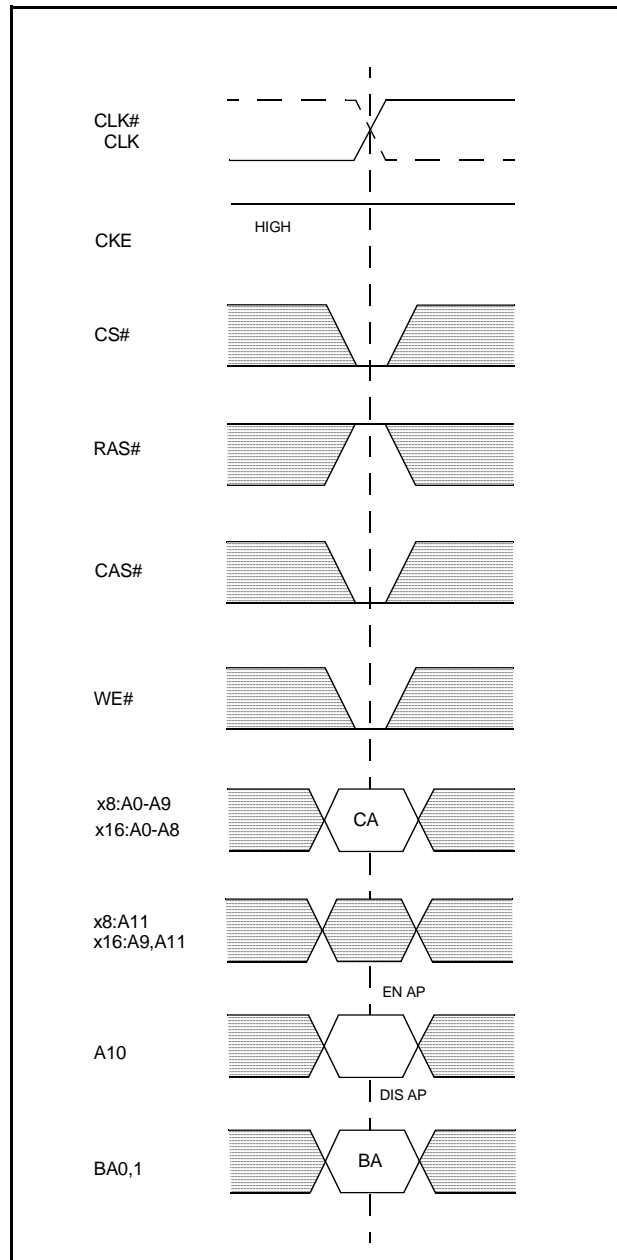 CLK#
CLK
HIGH
CKE
CS#
RAS#
CAS#
WE#
x8:A0-A9
x16:A0-A8
CA
x8:A11
x16:A9,A11
EN AP
A10
DIS AP
BA0,1
BA